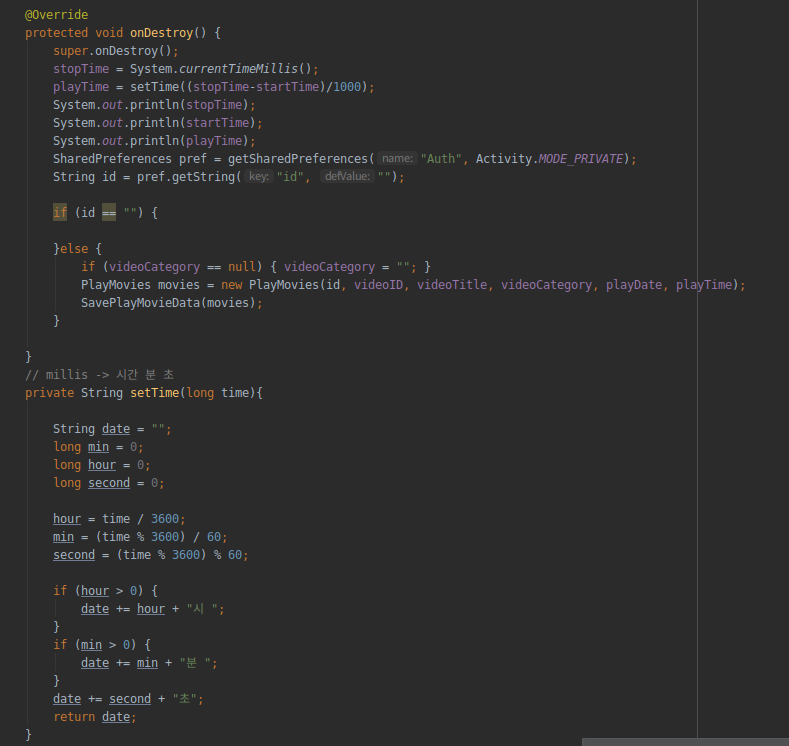 @Override
protected void onDestroy() {
super.onDestroy();
stopTime = System.currentTimeMillis();
playTime = setTime((stopTime-startTime)/1000);
System.out.println(stopTime);
System.out.println(startTime);
System.out.println(playTime);
SharedPreferences pref = getSharedPreferences( name: "Auth", Activity.MODE_PRIVATE);
String id = pref.getString( key: "id", defValue: "");
if (id == "") {
}else {
if (videoCategory == null) { videoCategory = ""; }
PlayMovies movies = new PlayMovies(id, videoID, videoTitle, videoCategory, playDate, playTime);
SavePlayMovieData(movies);
}
}
// millis -> 시간 분 초
private String setTime(long time){
String date = "";
long min = 0;
long hour = 0;
long second = 0;
hour = time / 3600;
min = (time % 3600) / 60;
second = (time % 3600) % 60;
if (hour > 0) {
date += hour + "시 ";
}
if (min > 0) {
date += min + "분 ";
}
date += second + "초";
return date;
}